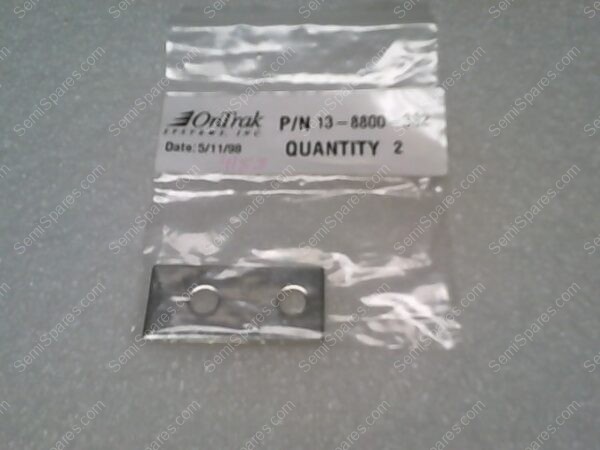 OnTrak P/N 13-8800-
SYSTEMS, INC
Date: 5/11/98 QUANTITY 2
SemiSpares.com